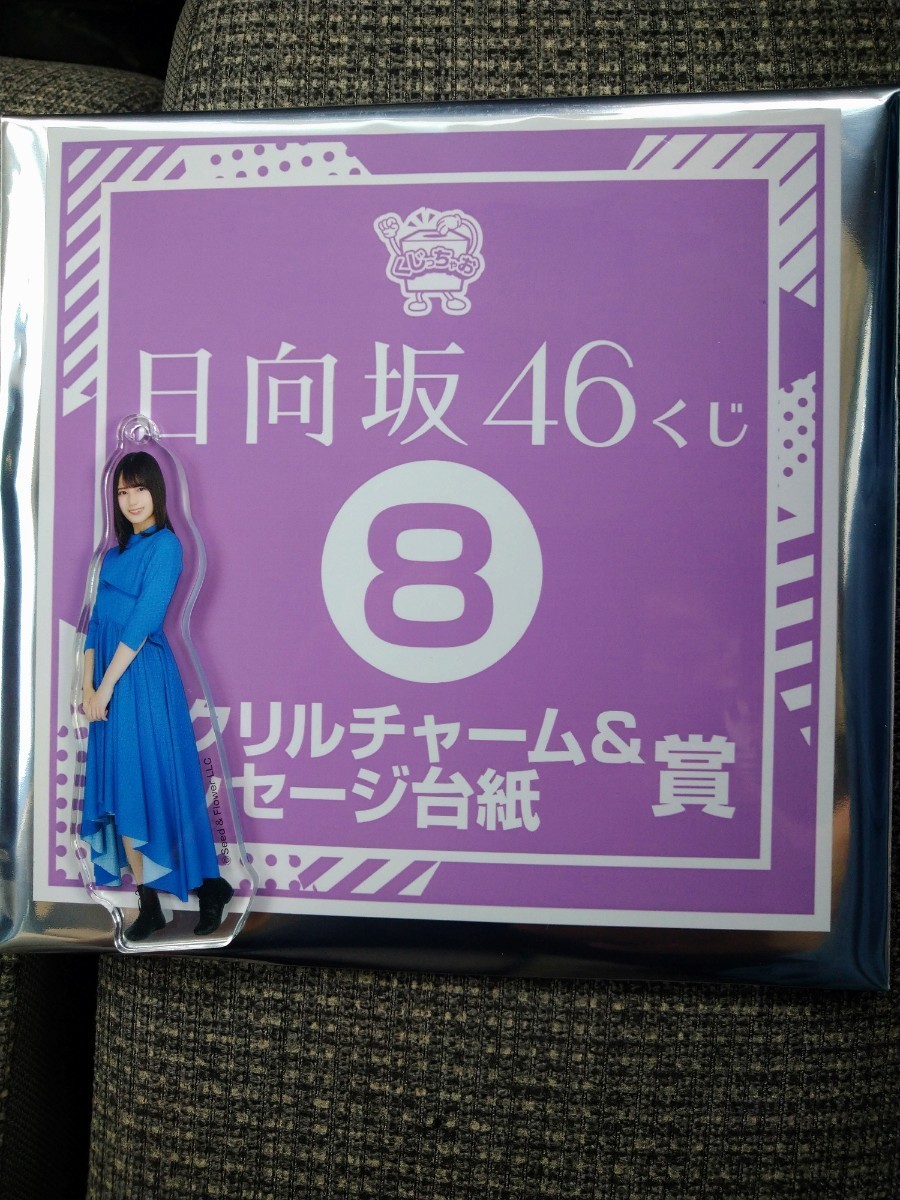 くじっちゃお
日向坂46くじ
8
クリルチャーム&
セージ台紙
賞
©Seed & Flower LLC